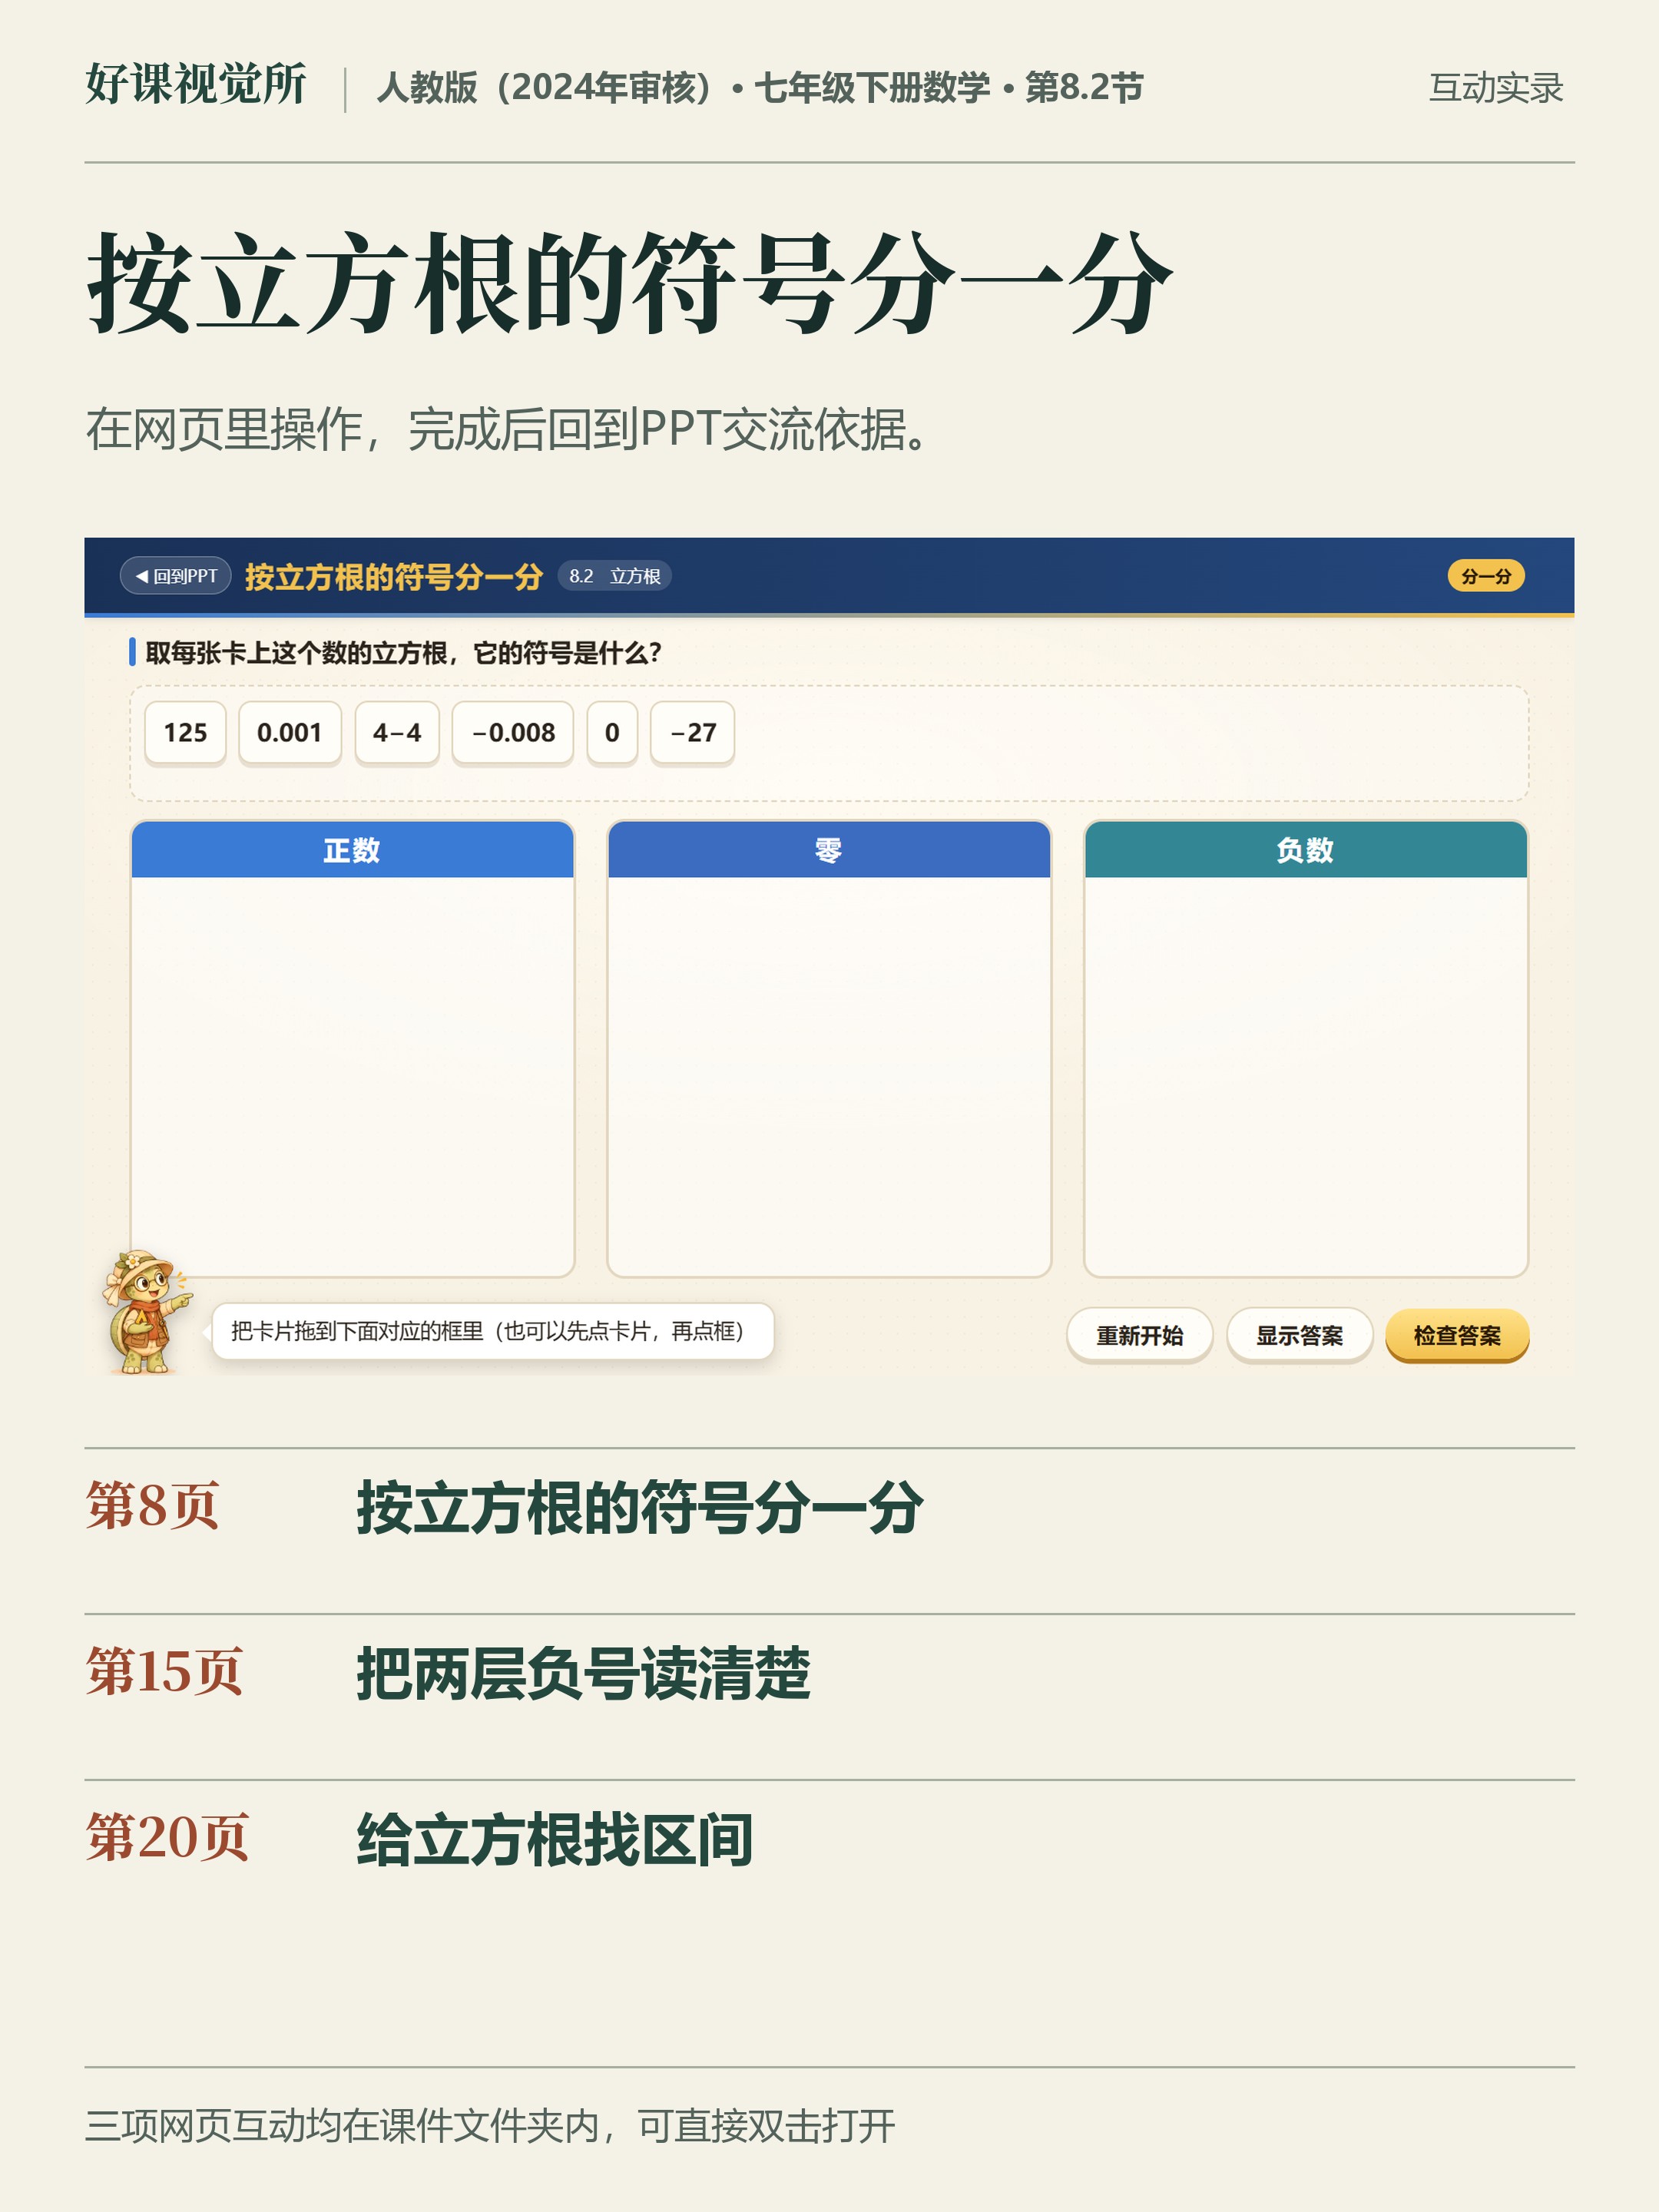 好课视觉所
人教版（2024年审核）• 七年级下册数学 • 第8.2节
互动实录
按立方根的符号分一分
在网页里操作，完成后回到PPT交流依据。
◀ 回到PPT
按立方根的符号分一分
8.2 立方根
分一分
取每张卡上这个数的立方根，它的符号是什么？
125
0.001
4−4
−0.008
0
−27
正数
零
负数
把卡片拖到下面对应的框里（也可以先点卡片，再点框）
重新开始
显示答案
检查答案
第8页
按立方根的符号分一分
第15页
把两层负号读清楚
第20页
给立方根找区间
三项网页互动均在课件文件夹内，可直接双击打开